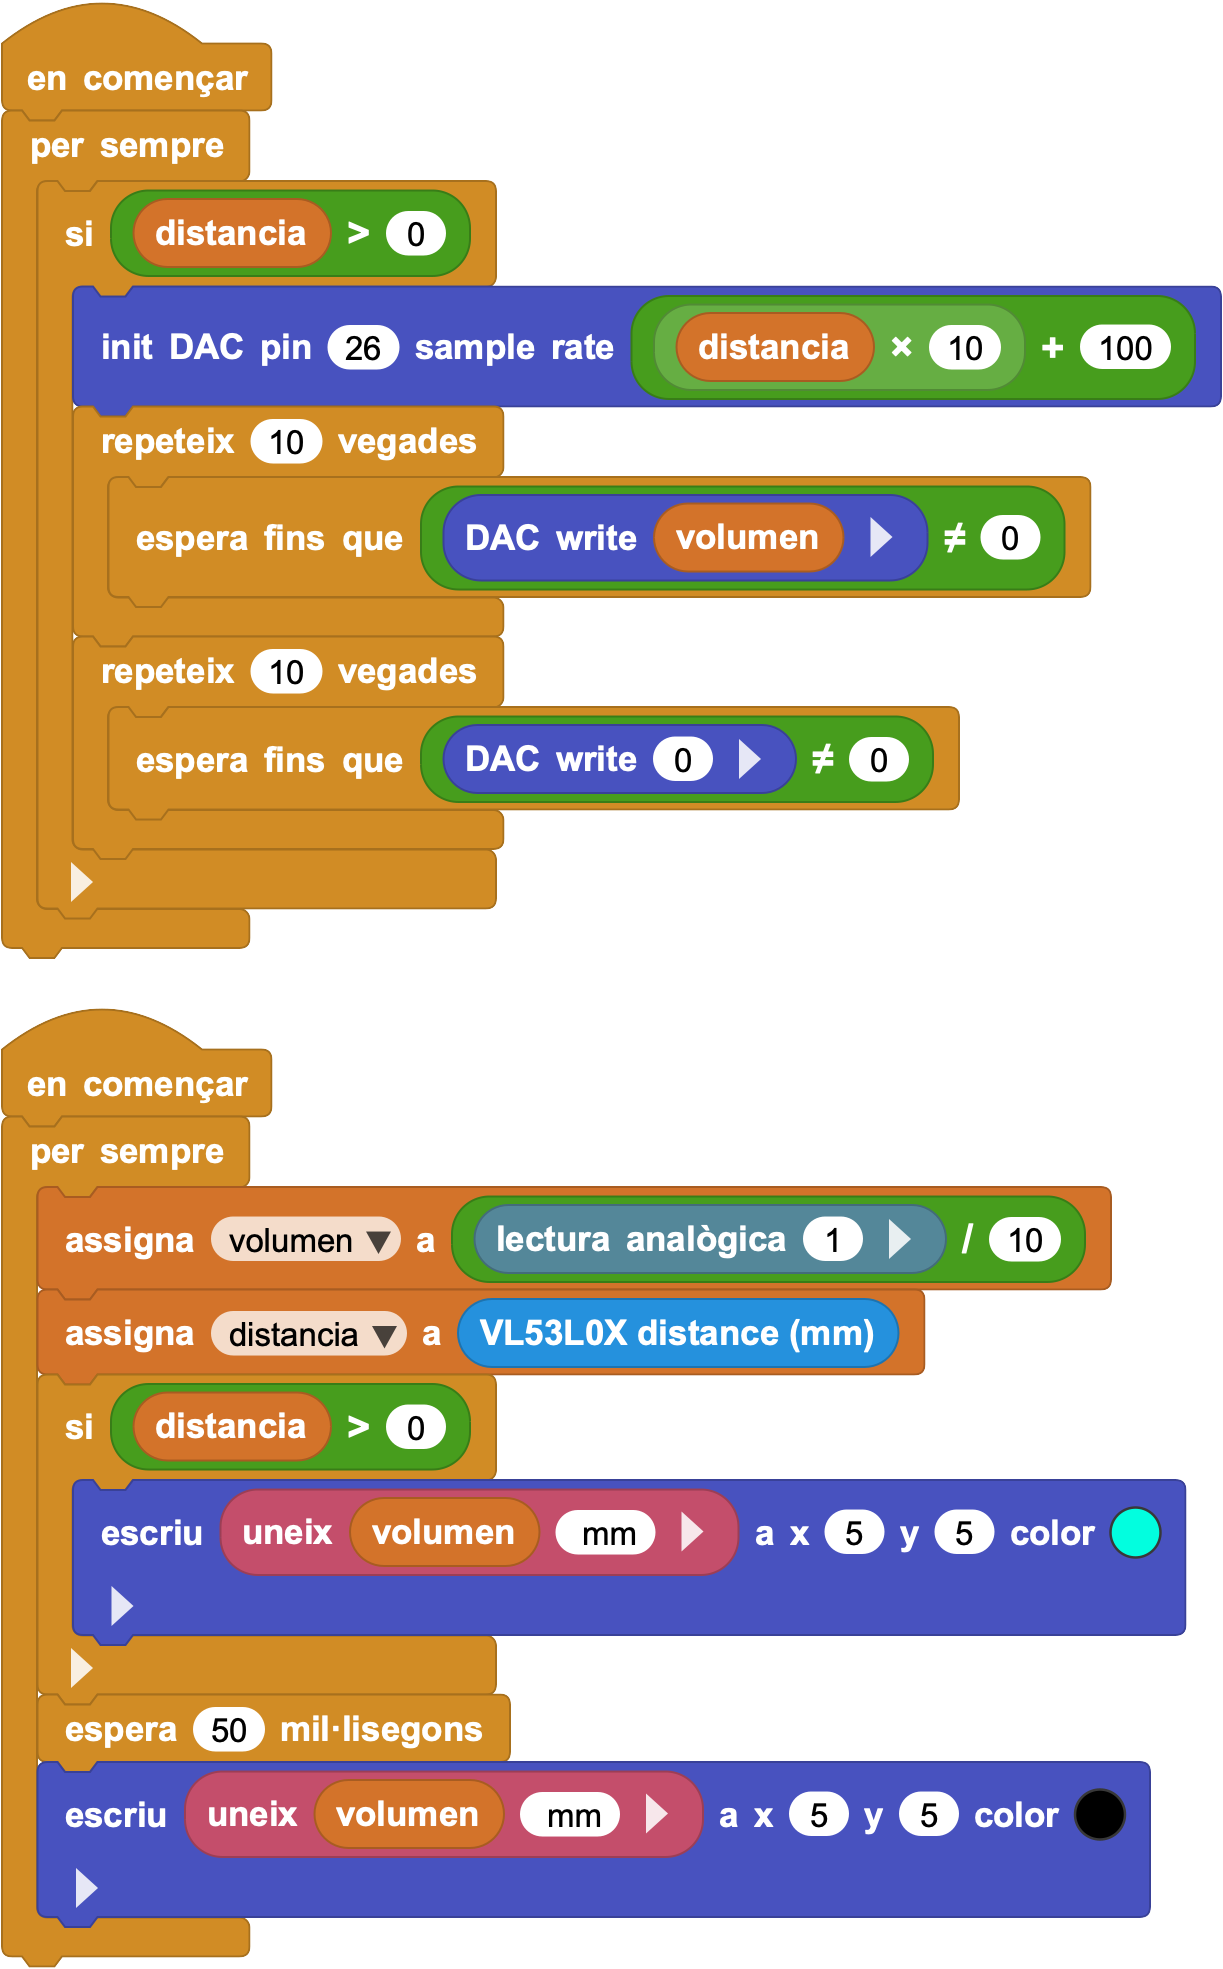 en començar
per sempre
si distancia > 0
init DAC pin 26 sample rate distancia × 10 + 100
repeteix 10 vegades
espera fins que DAC write volumen ≠ 0
repeteix 10 vegades
espera fins que DAC write 0 ≠ 0
en començar
per sempre
assigna volumen a lectura analògica 1 / 10
assigna distancia a VL53L0X distance (mm)
si distancia > 0
escriu uneix volumen mm a x 5 y 5 color
espera 50 mil·lisegons
escriu uneix volumen mm a x 5 y 5 color